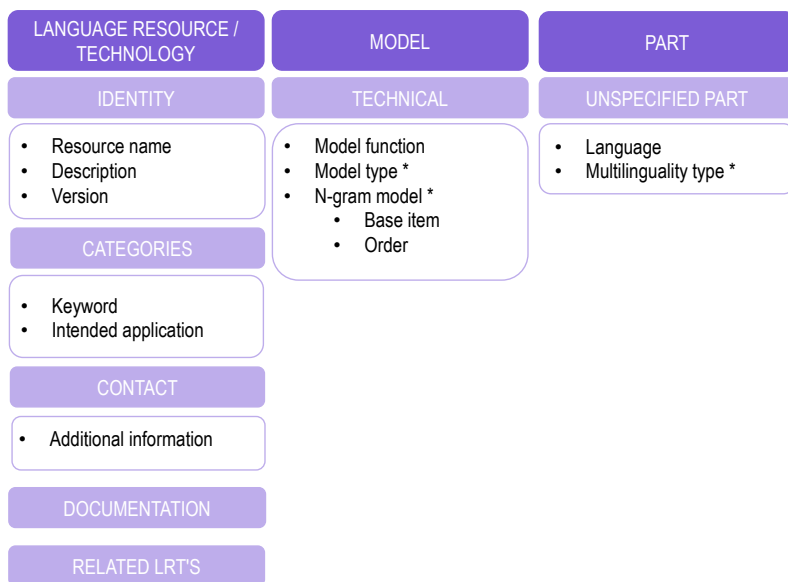 LANGUAGE RESOURCE /
TECHNOLOGY
IDENTITY
• Resource name
• Description
• Version
CATEGORIES
• Keyword
• Intended application
CONTACT
• Additional information
DOCUMENTATION
RELATED LRT'S
MODEL
TECHNICAL
• Model function
• Model type *
• N-gram model *
• Base item
• Order
PART
UNSPECIFIED PART
• Language
• Multilinguality type *